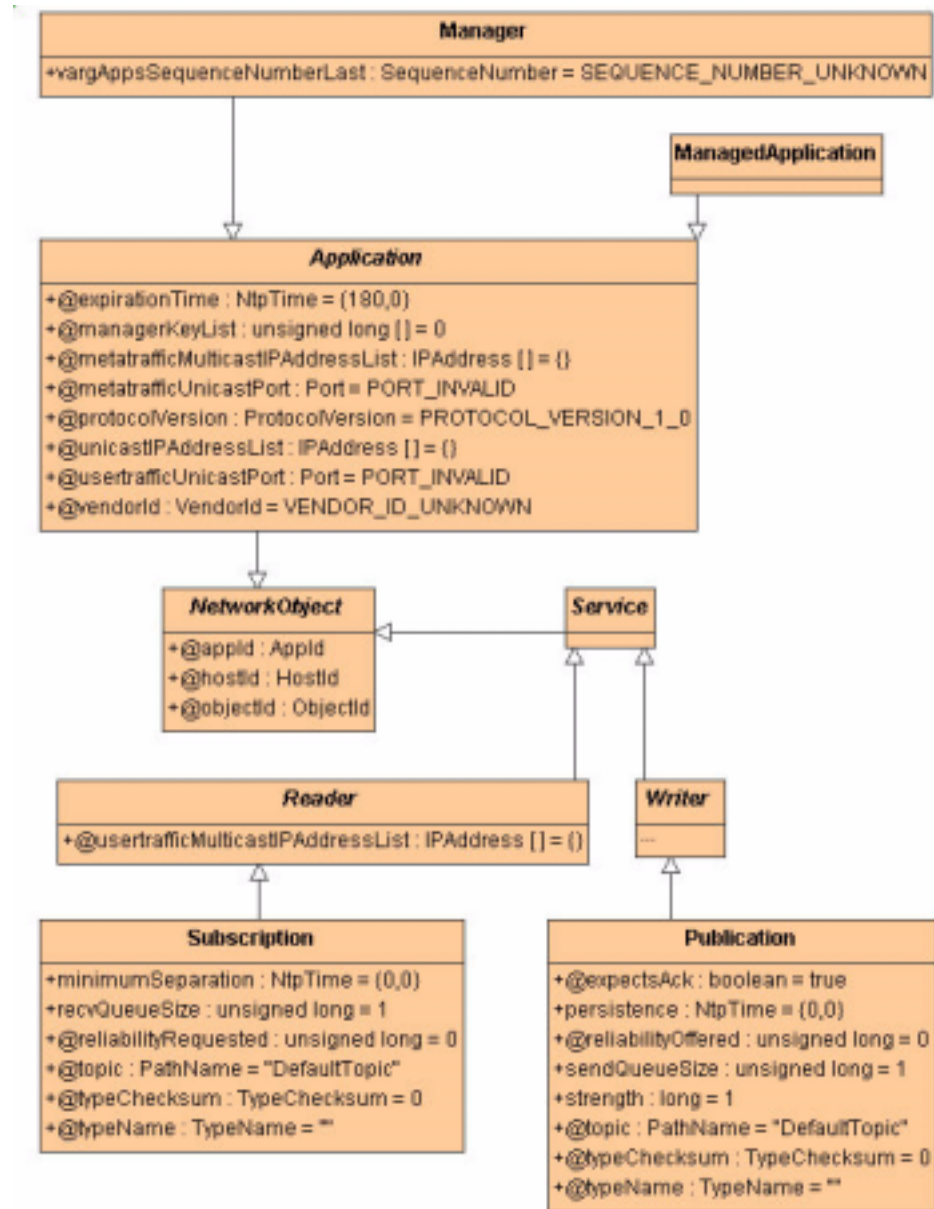 Manager
+vargAppsSequenceNumberLast : SequenceNumber = SEQUENCE_NUMBER_UNKNOWN
ManagedApplication
Application
+@expirationTime : NtpTime = (180,0)
+@managerKeyList : unsigned long [ ] = 0
+@metatrafficMulticastIPAddressList : IPAddress [ ] = {}
+@metatrafficUnicastPort : Port = PORT_INVALID
+@protocolVersion : ProtocolVersion = PROTOCOL_VERSION_1_0
+@unicastIPAddressList : IPAddress [ ] = {}
+@usertrafficUnicastPort : Port = PORT_INVALID
+@vendorId : VendorId = VENDOR_ID_UNKNOWN
NetworkObject
+@appId : AppId
+@hostId : HostId
+@objectId : ObjectId
Service
Reader
+@usertrafficMulticastIPAddressList : IPAddress [ ] = {}
Writer
...
Subscription
+minimumSeparation : NtpTime = (0,0)
+recvQueueSize : unsigned long = 1
+@reliabilityRequested : unsigned long = 0
+@topic : PathName = "DefaultTopic"
+@typeChecksum : TypeChecksum = 0
+@typeName : TypeName = ""
Publication
+@expectsAck : boolean = true
+persistence : NtpTime = (0,0)
+@reliabilityOffered : unsigned long = 0
+sendQueueSize : unsigned long = 1
+strength : long = 1
+@topic : PathName = "DefaultTopic"
+@typeChecksum : TypeChecksum = 0
+@typeName : TypeName = ""